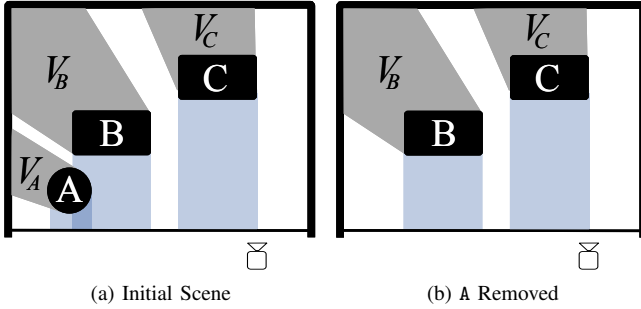 V_B
V_C
C
B
V_A
A
V_B
V_C
C
B
(a) Initial Scene
(b) A Removed